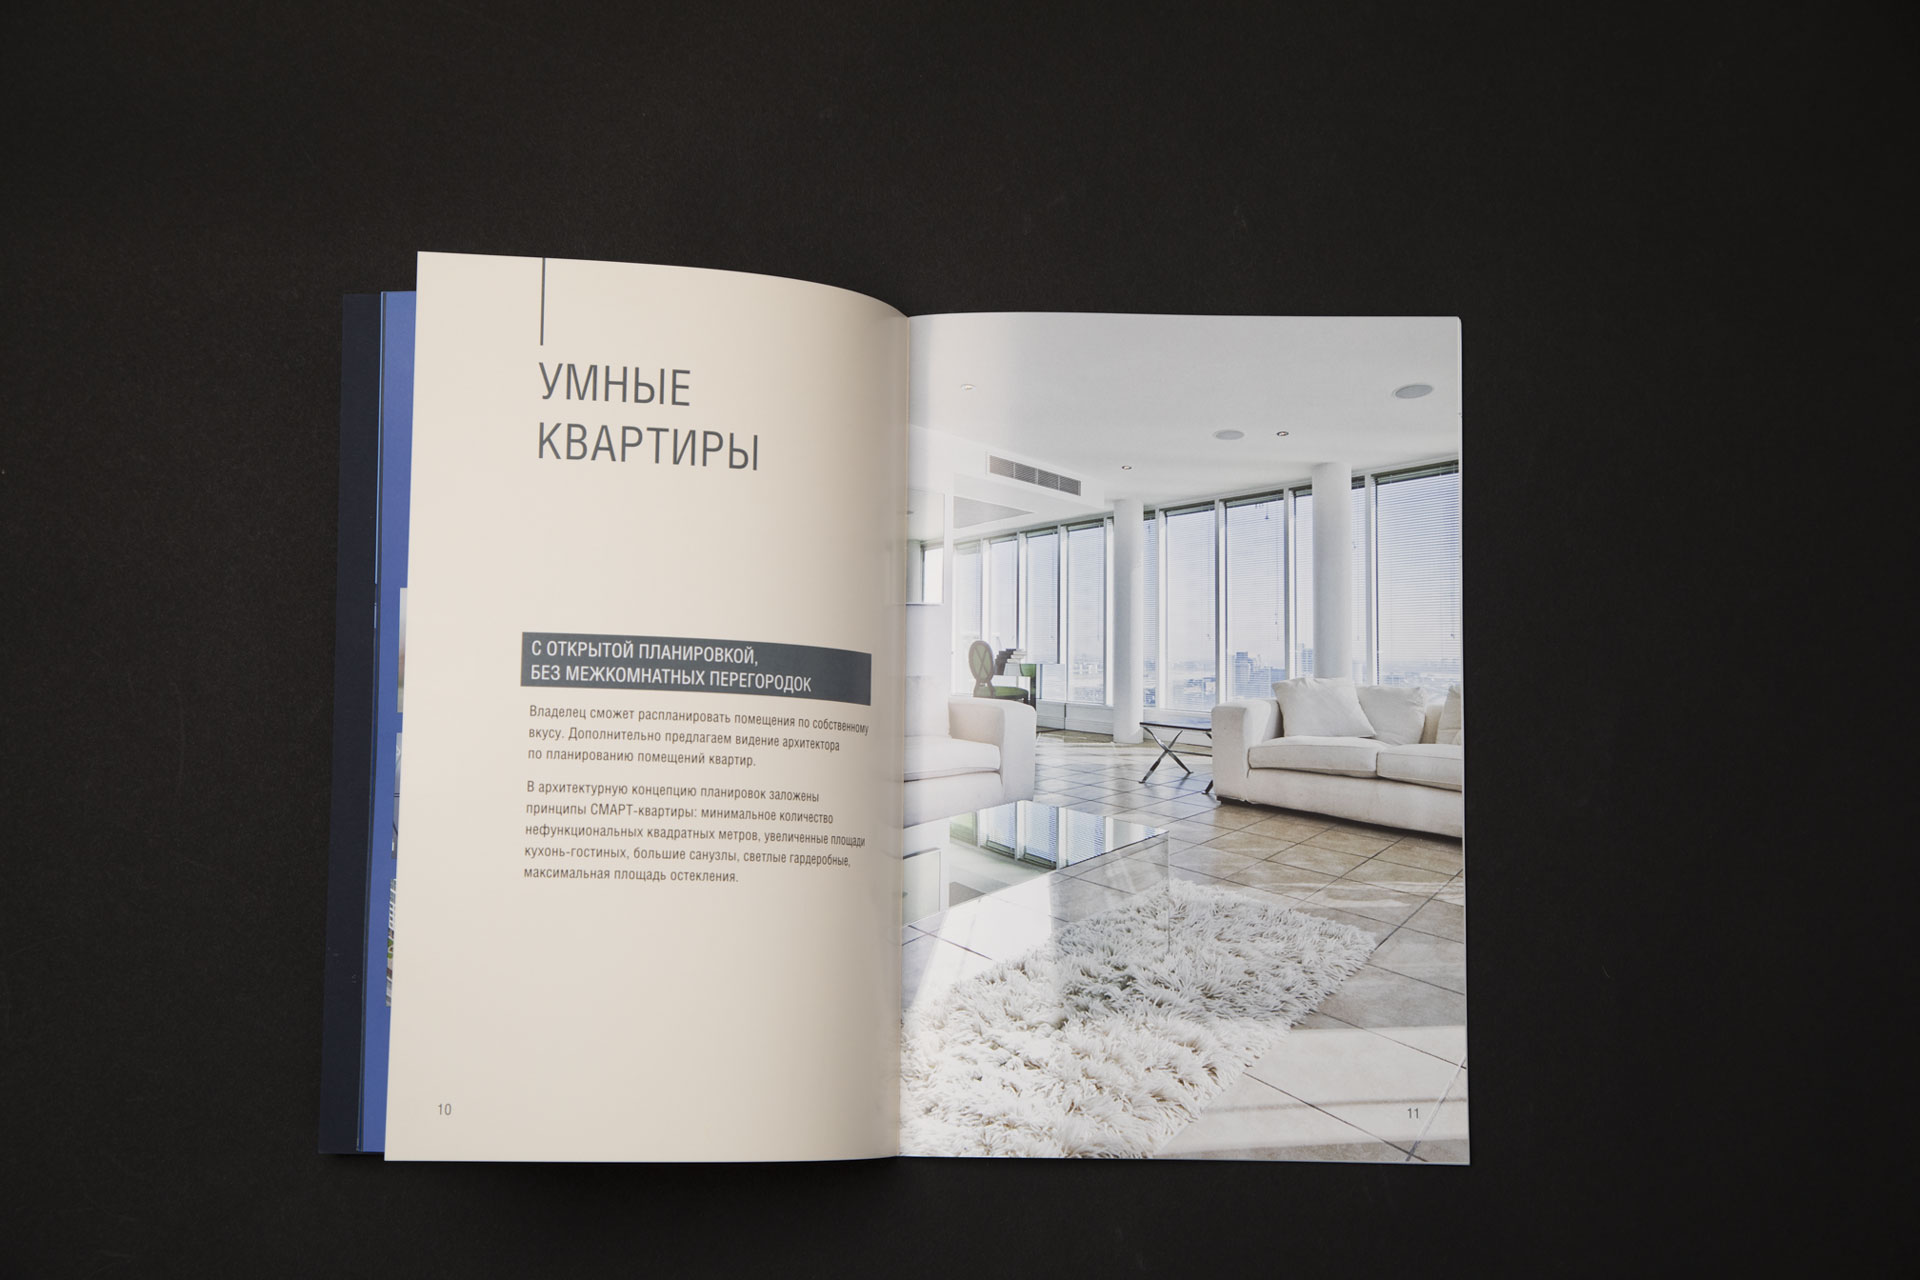 УМНЫЕ
КВАРТИРЫ
С ОТКРЫТОЙ ПЛАНИРОВКОЙ,
БЕЗ МЕЖКОМНАТНЫХ ПЕРЕГОРОДОК
Владелец сможет распланировать помещения по собственному
вкусу. Дополнительно предлагаем видение архитектора
по планированию помещений квартир.
В архитектурную концепцию планировок заложены
принципы СМАРТ-квартиры: минимальное количество
нефункциональных квадратных метров, увеличенные площади
кухонь-гостиных, большие санузлы, светлые гардеробные,
максимальная площадь остекления.
10
11